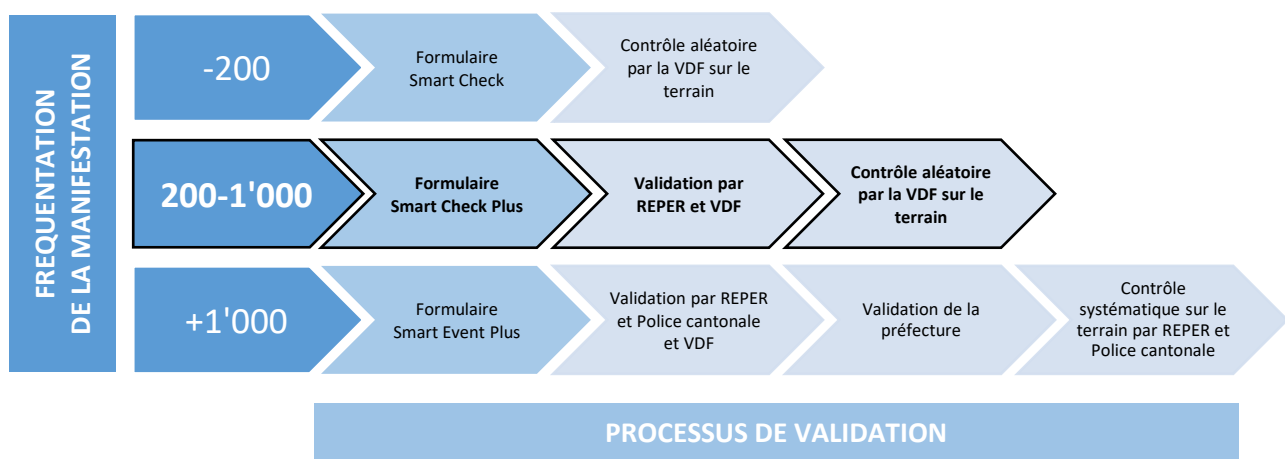 FREQUENTATION
DE LA MANIFESTATION
-200
Formulaire
Smart Check
Contrôle aléatoire
par la VDF sur le
terrain
200-1'000
Formulaire
Smart Check Plus
Validation par
REPER et VDF
Contrôle aléatoire
par la VDF sur le
terrain
+1'000
Formulaire
Smart Event Plus
Validation par REPER
et Police cantonale
et VDF
Validation de la
préfecture
Contrôle
systématique sur le
terrain par REPER et
Police cantonale
PROCESSUS DE VALIDATION